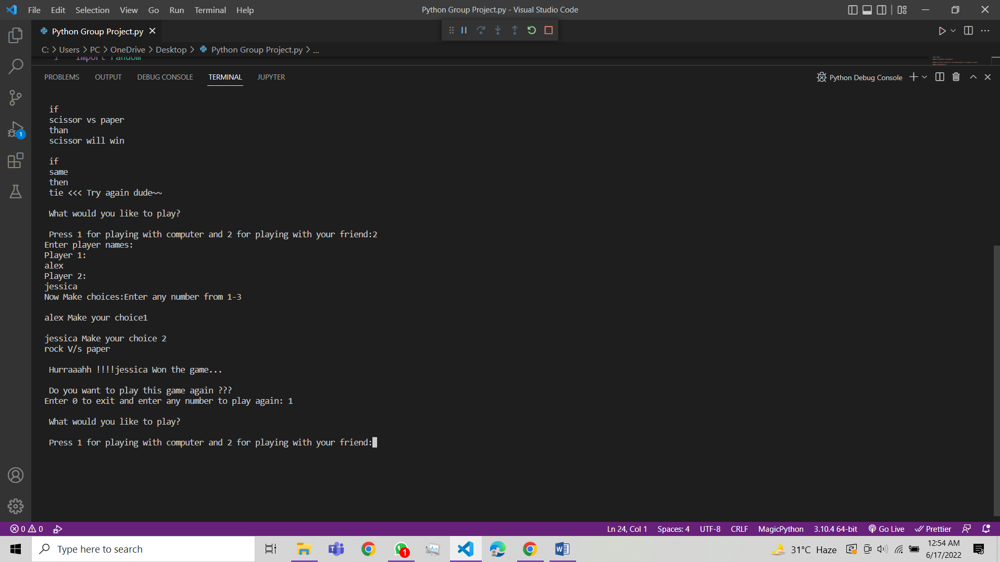 File Edit Selection View Go Run Terminal Help Python Group Project.py - Visual Studio Code
Python Group Project.py
C: > Users > PC > OneDrive > Desktop > Python Group Project.py > ...
1 import random
PROBLEMS OUTPUT DEBUG CONSOLE TERMINAL JUPYTER Python Debug Console
if
scissor vs paper
than
scissor will win
if
same
then
tie <<< Try again dude~~
What would you like to play?
Press 1 for playing with computer and 2 for playing with your friend:2
Enter player names:
Player 1:
alex
Player 2:
jessica
Now Make choices:Enter any number from 1-3
alex Make your choice1
jessica Make your choice 2
rock V/s paper
Hurraaahh !!!!jessica Won the game...
Do you want to play this game again ???
Enter 0 to exit and enter any number to play again: 1
What would you like to play?
Press 1 for playing with computer and 2 for playing with your friend:
1
0 0 Ln 24, Col 1 Spaces: 4 UTF-8 CRLF MagicPython 3.10.4 64-bit Go Live Prettier
Type here to search 1 31°C Haze 12:54 AM
6/17/2022